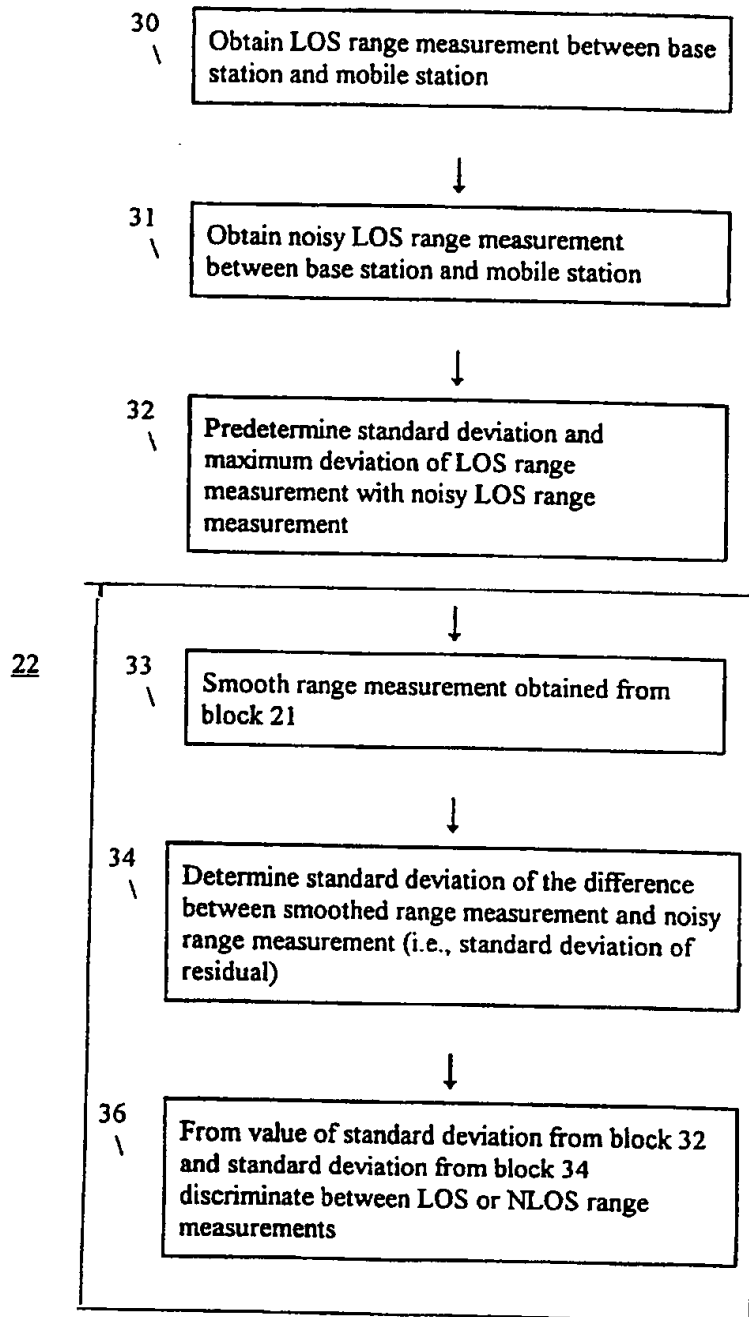 30
Obtain LOS range measurement between base
station and mobile station
31
Obtain noisy LOS range measurement
between base station and mobile station
32
Predetermine standard deviation and
maximum deviation of LOS range
measurement with noisy LOS range
measurement
22
33
Smooth range measurement obtained from
block 21
34
Determine standard deviation of the difference
between smoothed range measurement and noisy
range measurement (i.e., standard deviation of
residual)
36
From value of standard deviation from block 32
and standard deviation from block 34
discriminate between LOS or NLOS range
measurements